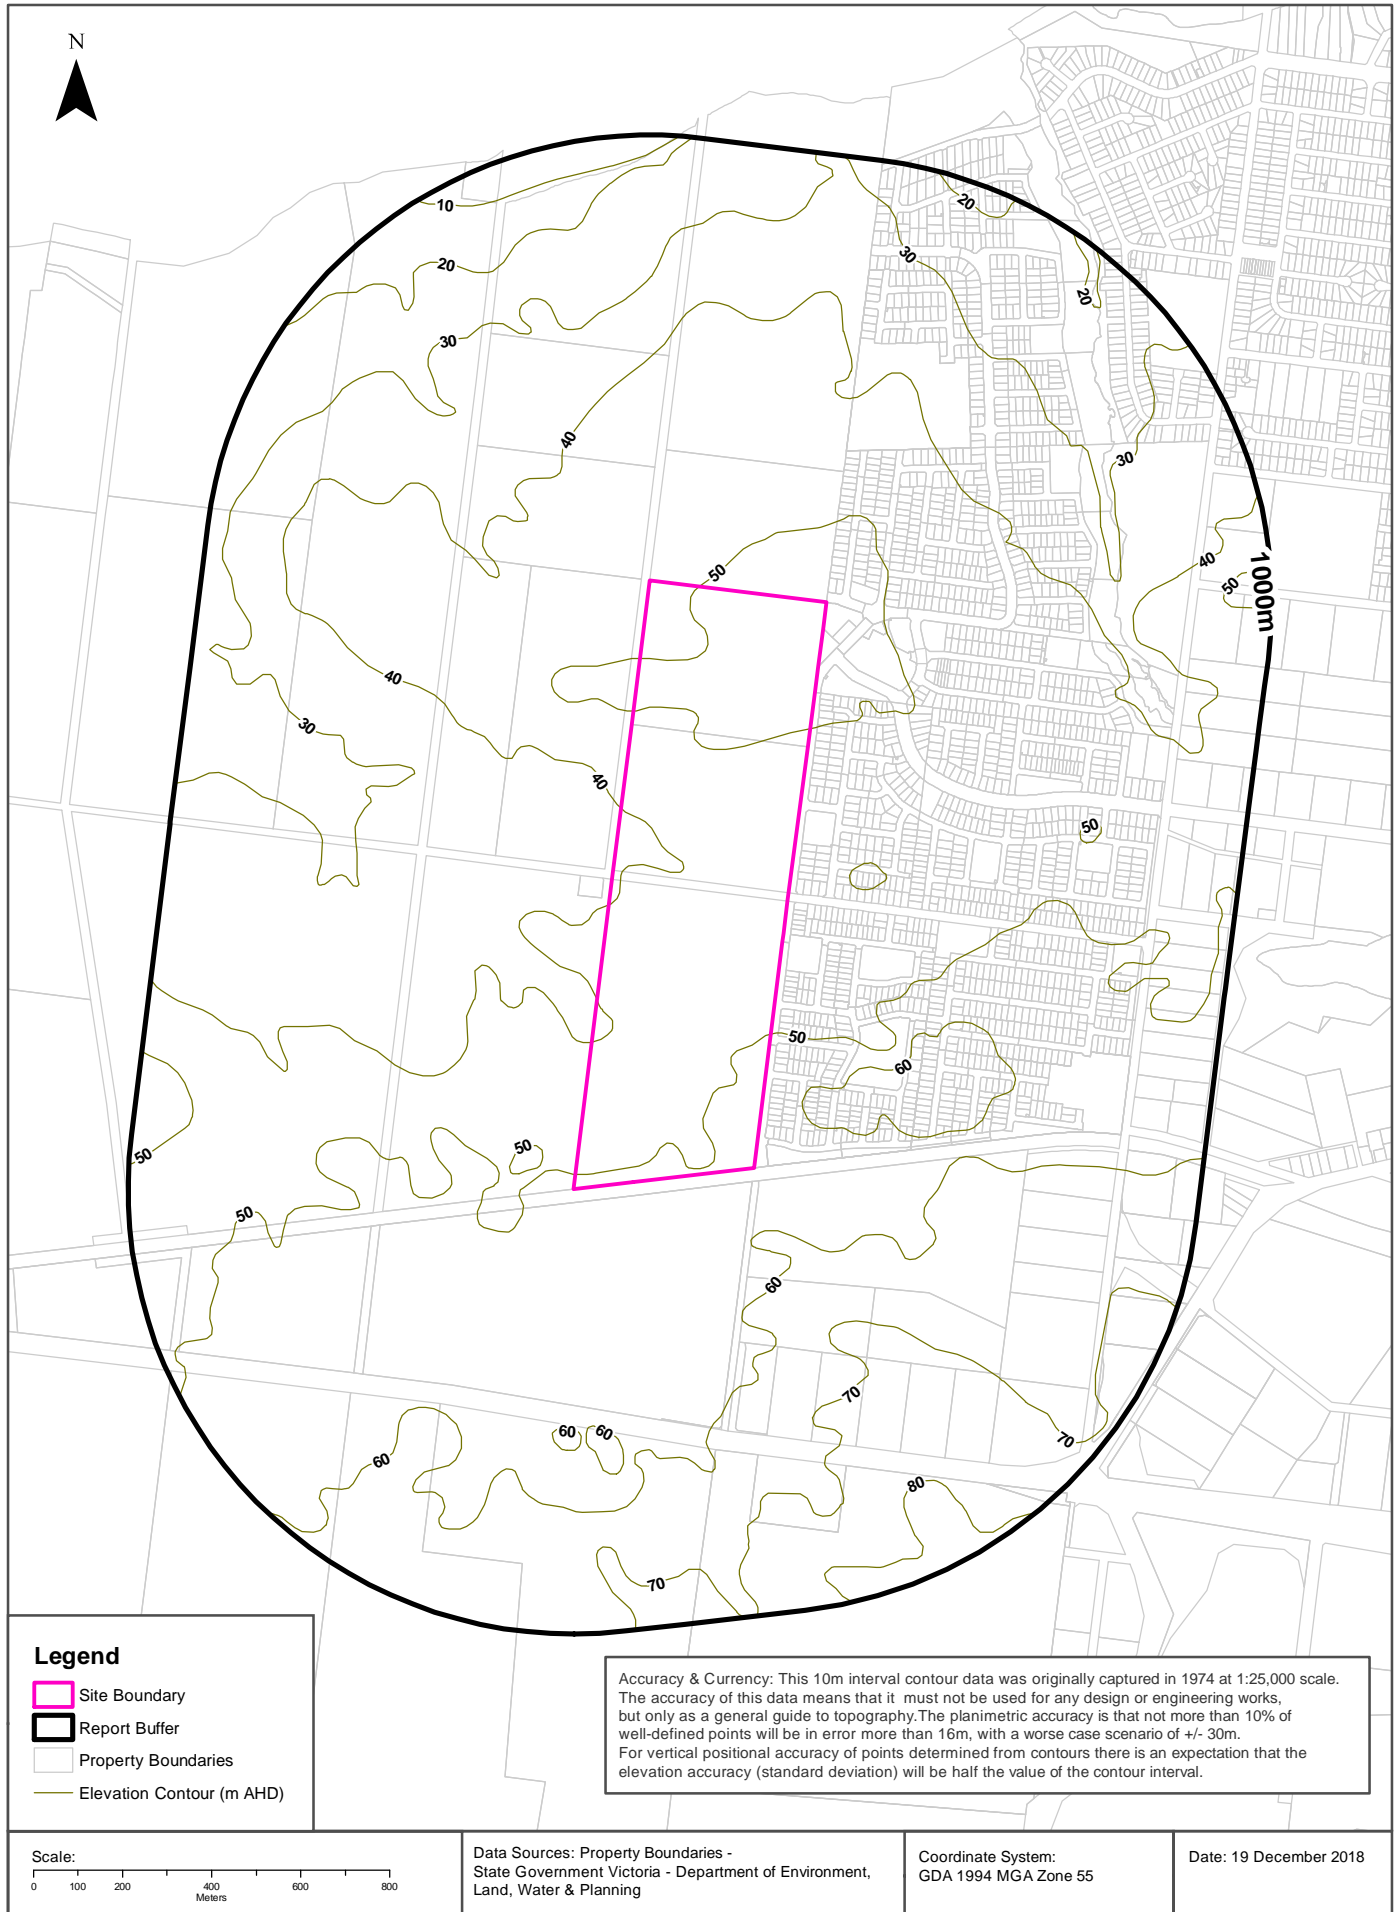 N
10
20
20
30
20
30
40
30
40
50
50
1000m
40
30
40
50
50
60
50
50
50
60
70
70
60
60
60
80
70
Legend
Site Boundary
Report Buffer
Property Boundaries
Elevation Contour (m AHD)
Accuracy & Currency: This 10m interval contour data was originally captured in 1974 at 1:25,000 scale.
The accuracy of this data means that it must not be used for any design or engineering works,
but only as a general guide to topography.The planimetric accuracy is that not more than 10% of
well-defined points will be in error more than 16m, with a worse case scenario of +/- 30m.
For vertical positional accuracy of points determined from contours there is an expectation that the
elevation accuracy (standard deviation) will be half the value of the contour interval.
Scale:
0 100 200 400 600 800
Meters
Data Sources: Property Boundaries -
State Government Victoria - Department of Environment,
Land, Water & Planning
Coordinate System:
GDA 1994 MGA Zone 55
Date: 19 December 2018